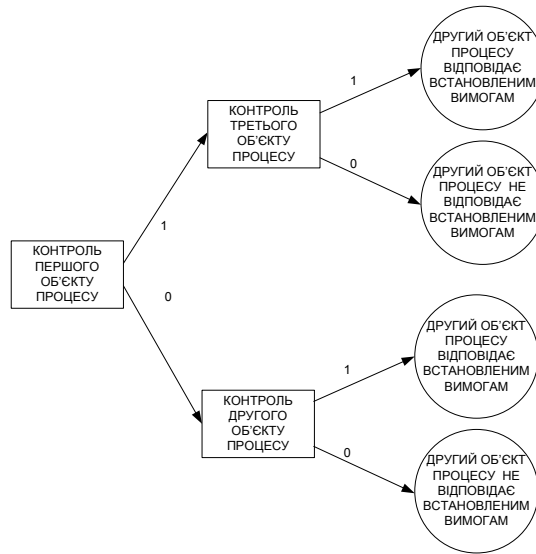 ДРУГИЙ ОБ'ЄКТ
ПРОЦЕСУ
ВІДПОВІДАЄ
ВСТАНОВЛЕНИМ
ВИМОГАМ
1
КОНТРОЛЬ
ТРЕТЬОГО
ОБ'ЄКТУ
ПРОЦЕСУ
0
ДРУГИЙ ОБ'ЄКТ
ПРОЦЕСУ НЕ
ВІДПОВІДАЄ
ВСТАНОВЛЕНИМ
ВИМОГАМ
1
КОНТРОЛЬ
ПЕРШОГО
ОБ'ЄКТУ
ПРОЦЕСУ
0
ДРУГИЙ ОБ'ЄКТ
ПРОЦЕСУ
ВІДПОВІДАЄ
ВСТАНОВЛЕНИМ
ВИМОГАМ
1
КОНТРОЛЬ
ДРУГОГО
ОБ'ЄКТУ
ПРОЦЕСУ
0
ДРУГИЙ ОБ'ЄКТ
ПРОЦЕСУ НЕ
ВІДПОВІДАЄ
ВСТАНОВЛЕНИМ
ВИМОГАМ